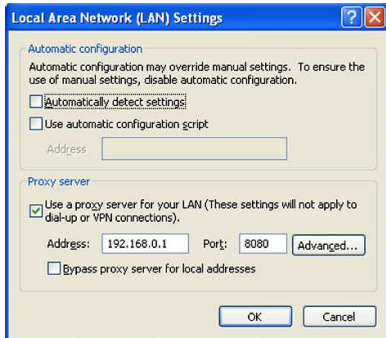 Local Area Network (LAN) Settings
Automatic configuration
Automatic configuration may override manual settings. To ensure the
use of manual settings, disable automatic configuration.
Automatically detect settings
Use automatic configuration script
Address
Proxy server
Use a proxy server for your LAN (These settings will not apply to
dial-up or VPN connections).
Address: 192.168.0.1 Port: 8080 Advanced...
Bypass proxy server for local addresses
OK Cancel